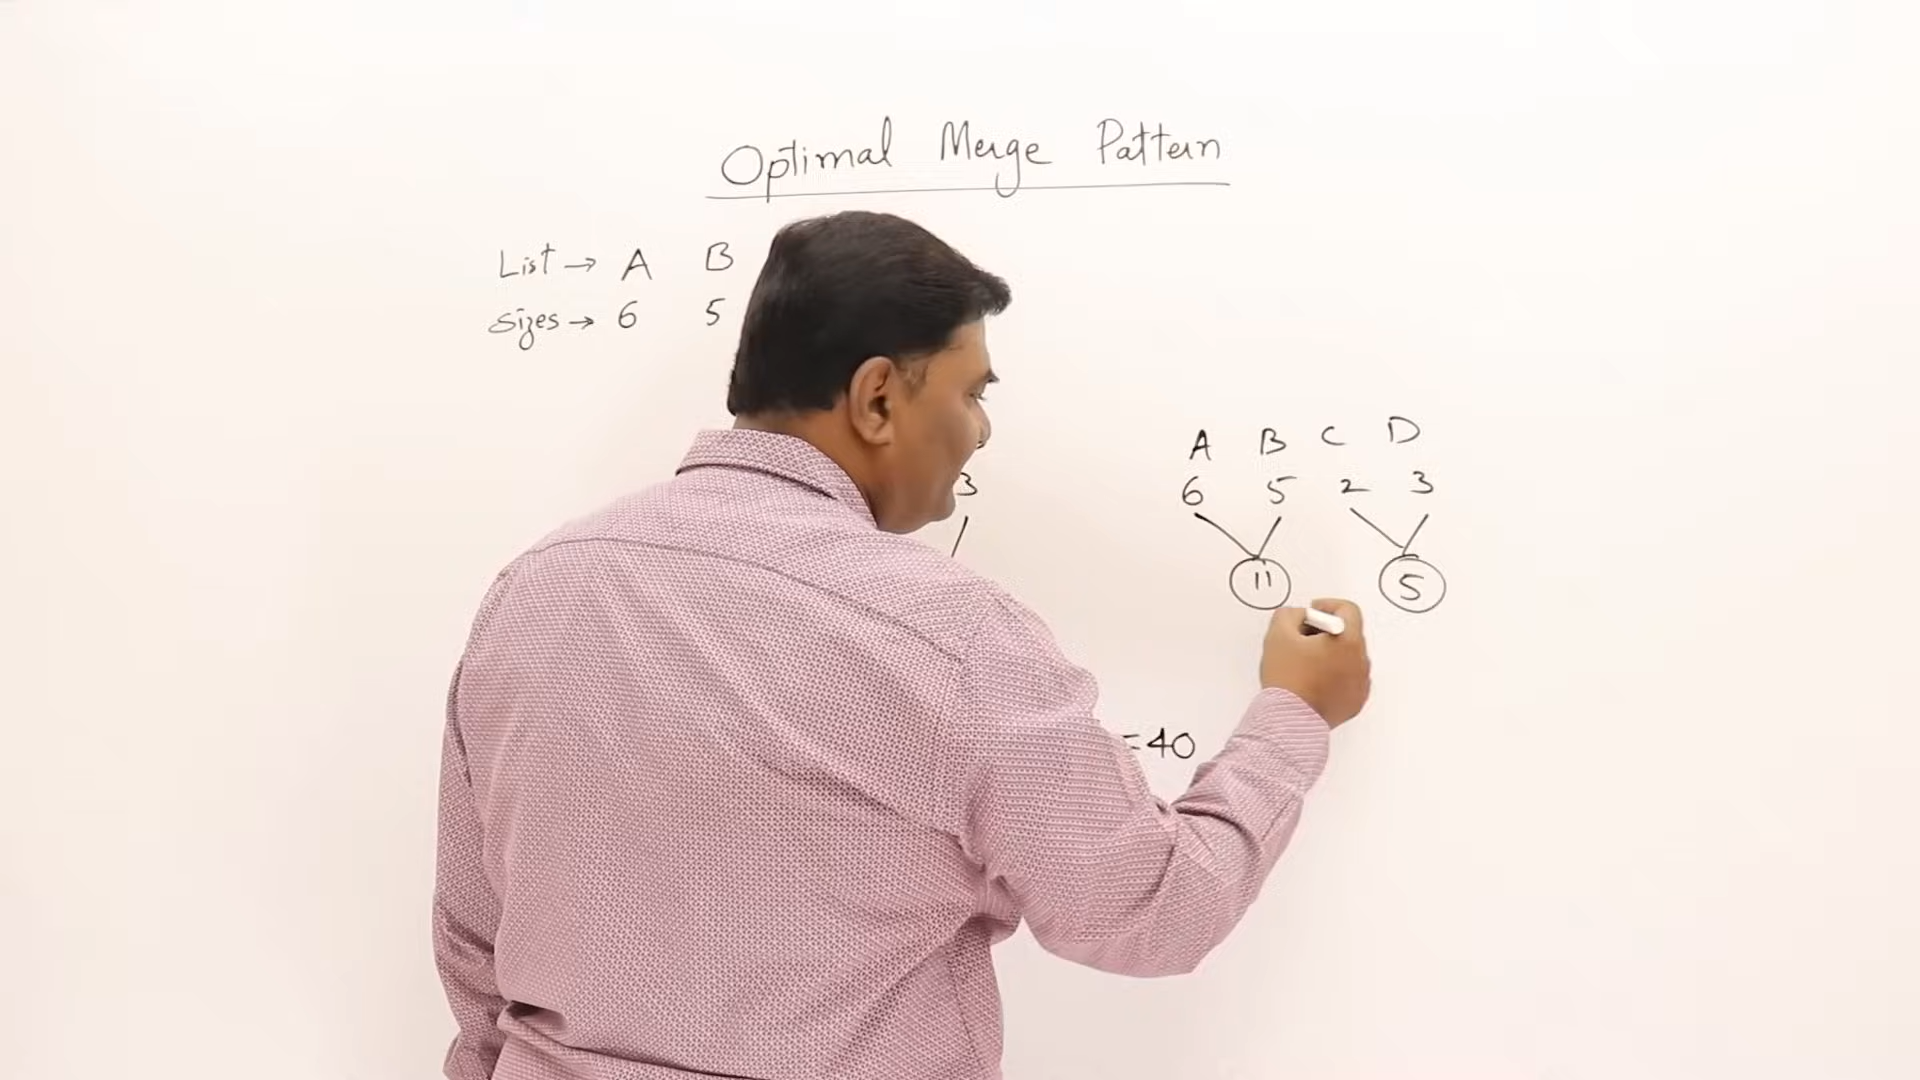 Optimal Merge Pattern
List → A B
Sizes → 6 5
A B C D
3
6 5 2 3
11 5
=40